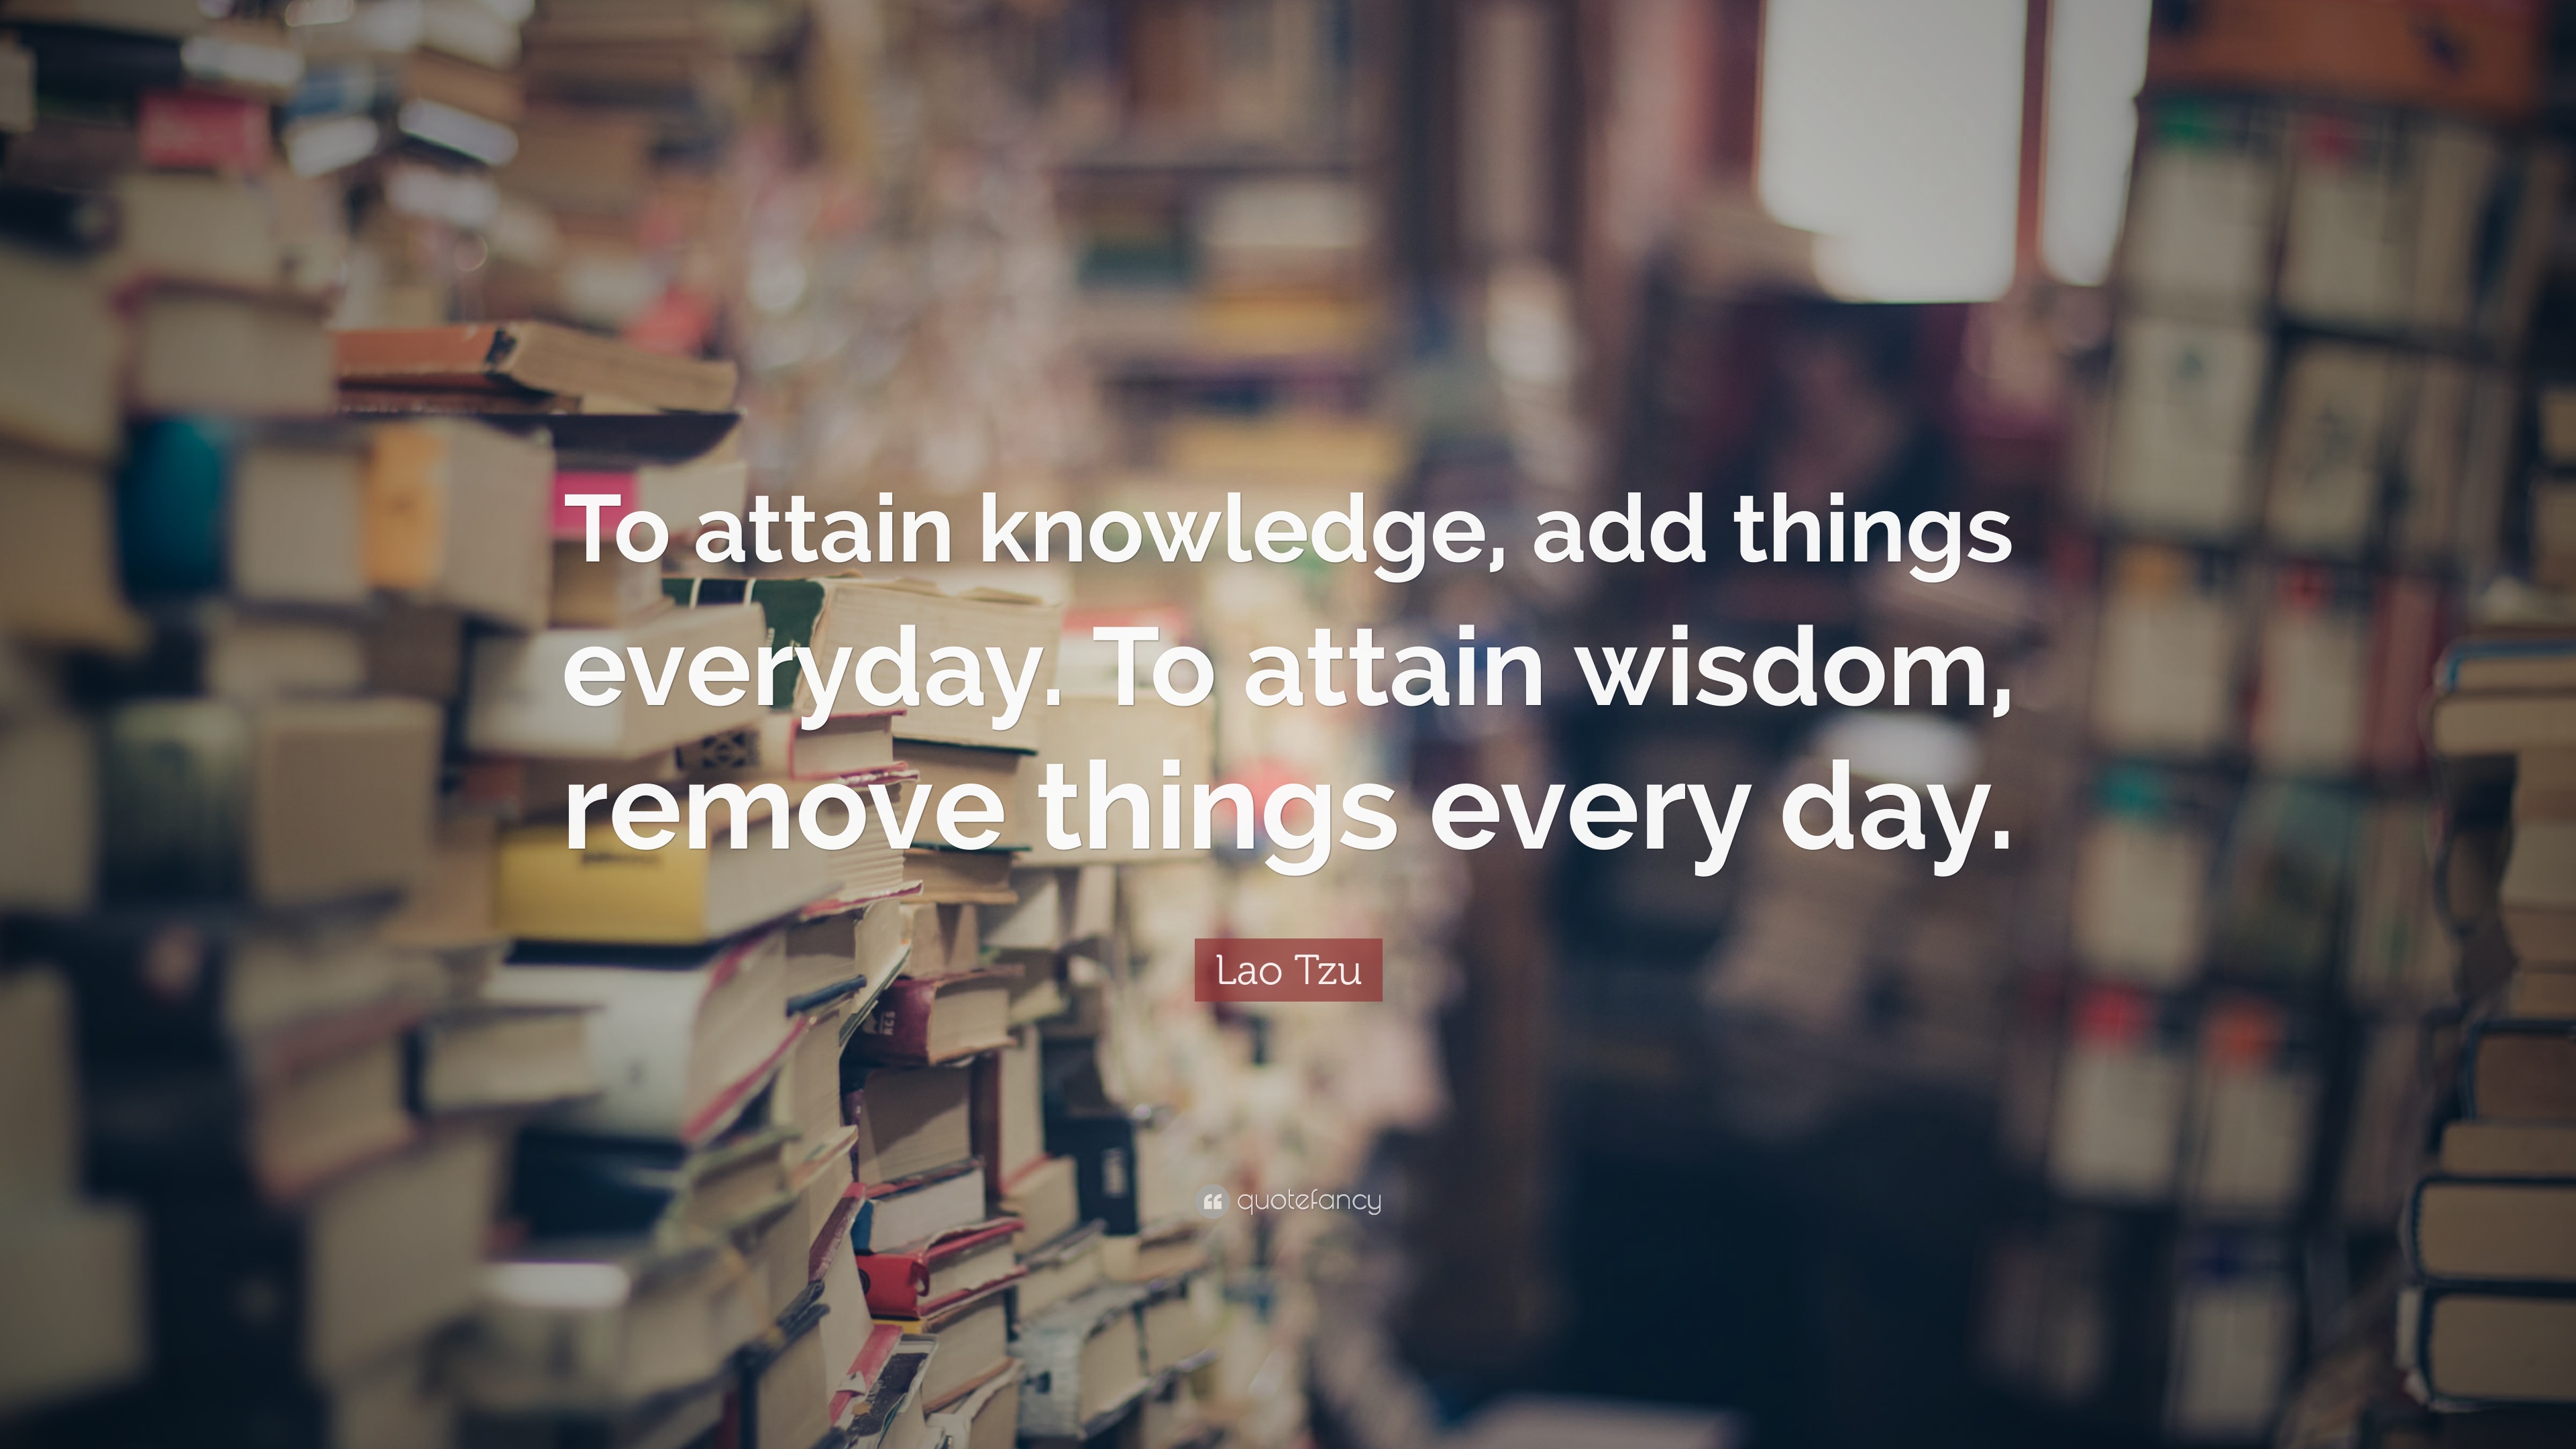 To attain knowledge, add things
everyday. To attain wisdom,
remove things every day.
Lao Tzu
quotefancy